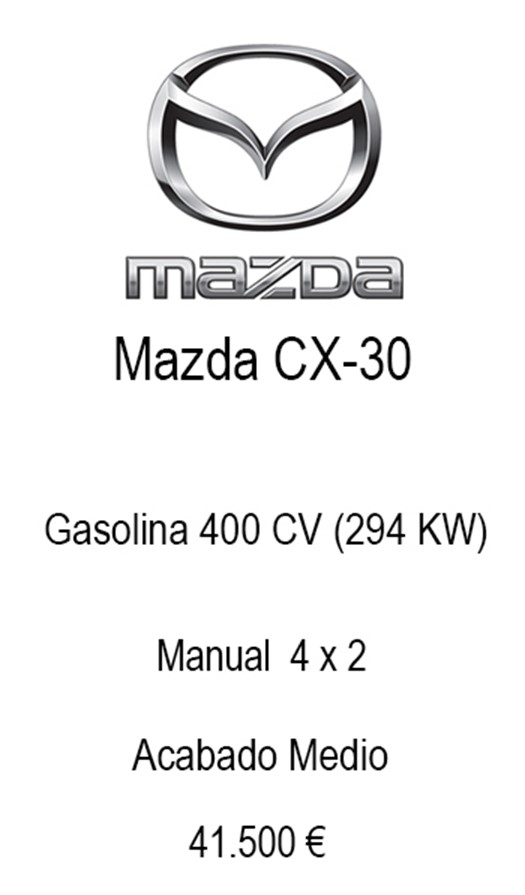 mazda
Mazda CX-30
Gasolina 400 CV (294 KW)
Manual 4 x 2
Acabado Medio
41.500 €